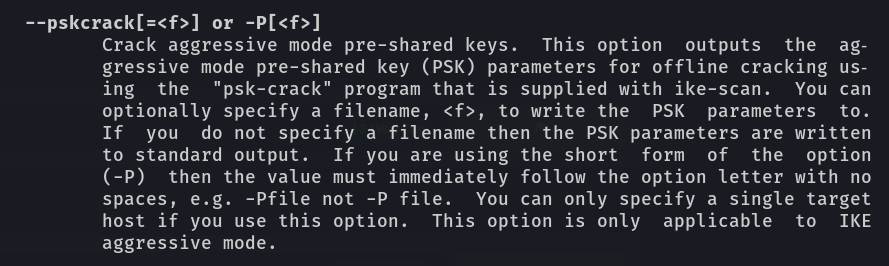 --pskcrack[=<f>] or -P[<f>]
Crack aggressive mode pre-shared keys.  This option  outputs  the  ag-
gressive mode pre-shared key (PSK) parameters for offline cracking us-
ing  the  "psk-crack" program that is supplied with ike-scan.  You can
optionally specify a filename, <f>, to write the  PSK  parameters  to.
If  you  do not specify a filename then the PSK parameters are written
to standard output.  If you are using the short  form  of  the  option
(-P)  then the value must immediately follow the option letter with no
spaces, e.g. -Pfile not -P file.  You can only specify a single target
host if you use this option.  This option is only  applicable  to  IKE
aggressive mode.